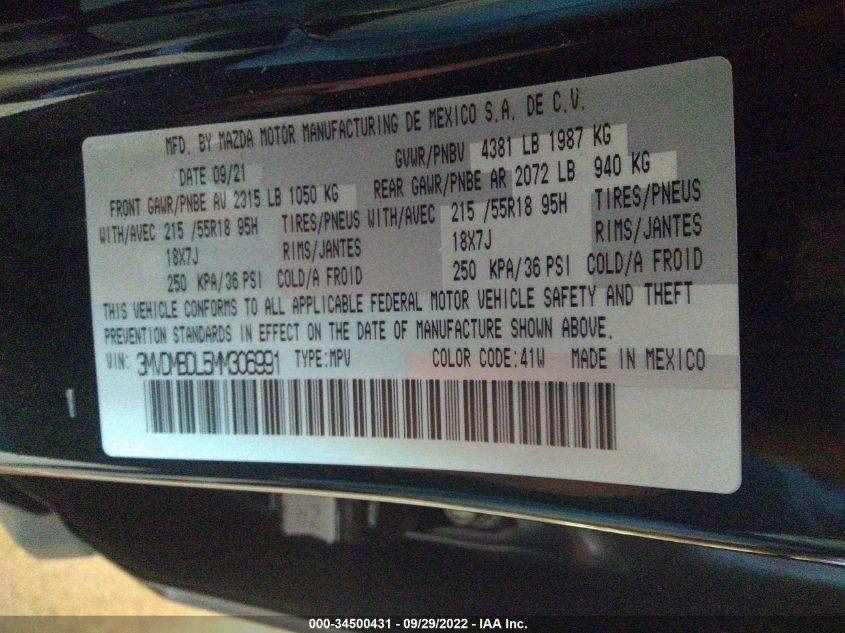 MFD. BY MAZDA MOTOR MANUFACTURING DE MEXICO S.A. DE C.V.
DATE 09/21 GVWR/PNBV 4381 LB 1987 KG
FRONT GAWR/PNBE AV 2315 LB 1050 KG REAR GAWR/PNBE AR 2072 LB 940 KG
WITH/AVEC 215 /55R18 95H TIRES/PNEUS WITH/AVEC 215 /55R18 95H TIRES/PNEUS
18X7J RIMS/JANTES 18X7J RIMS/JANTES
250 KPA/36 PSI COLD/A FROID 250 KPA/36 PSI COLD/A FROID
THIS VEHICLE CONFORMS TO ALL APPLICABLE FEDERAL MOTOR VEHICLE SAFETY AND THEFT
PREVENTION STANDARDS IN EFFECT ON THE DATE OF MANUFACTURE SHOWN ABOVE.
VIN: 3MVDMBDL5MM306991 TYPE:MPV COLOR CODE:41W MADE IN MEXICO
000-34500431 - 09/29/2022 - IAA Inc.